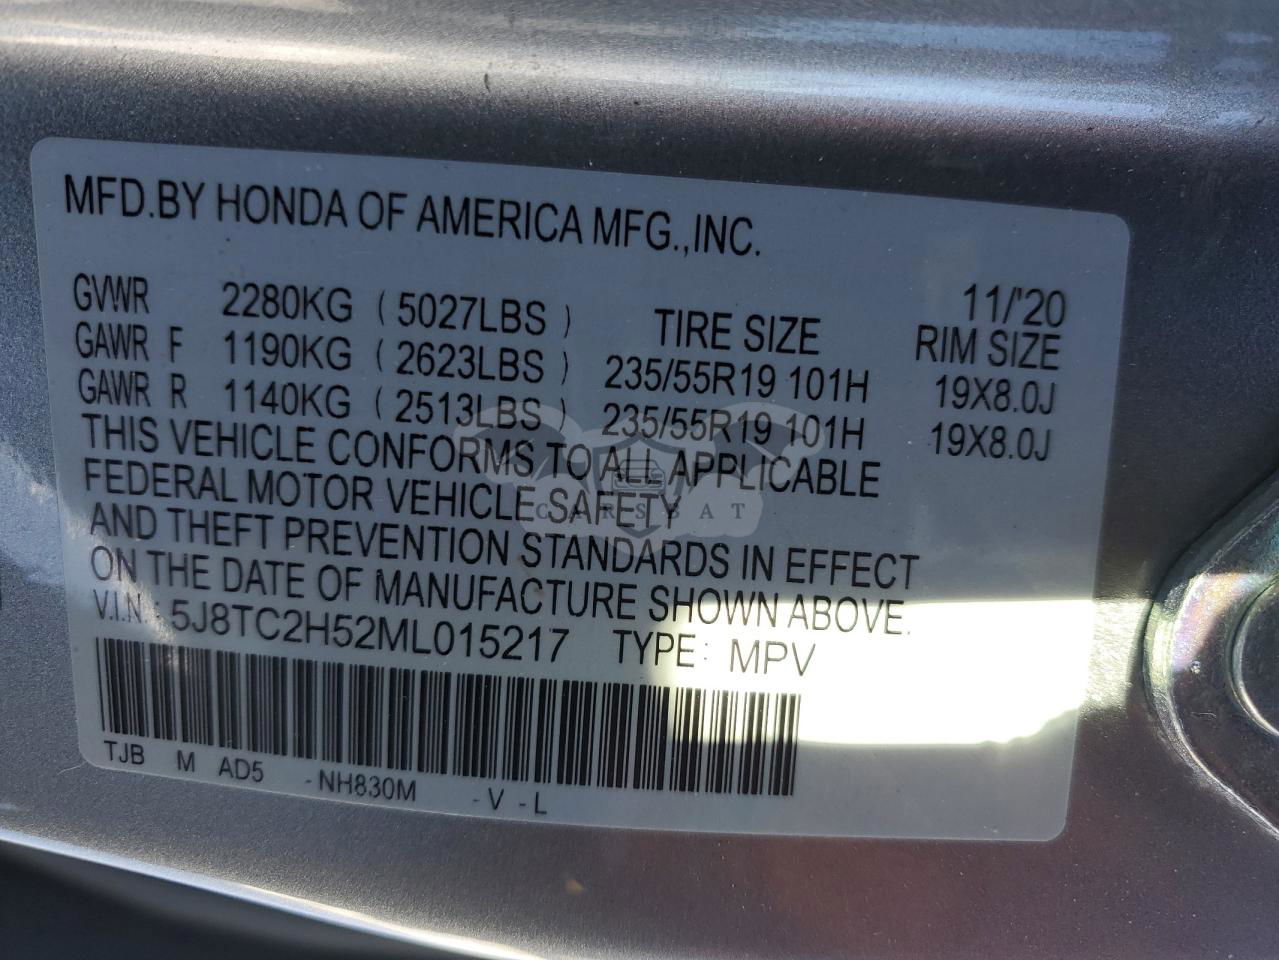 MFD.BY HONDA OF AMERICA MFG.,INC.
11/'20
GVWR 2280KG ( 5027LBS ) TIRE SIZE RIM SIZE
GAWR F 1190KG ( 2623LBS ) 235/55R19 101H 19X8.0J
GAWR R 1140KG ( 2513LBS ) 235/55R19 101H 19X8.0J
THIS VEHICLE CONFORMS TO ALL APPLICABLE
FEDERAL MOTOR VEHICLE SAFETY
AND THEFT PREVENTION STANDARDS IN EFFECT
ON THE DATE OF MANUFACTURE SHOWN ABOVE.
V.I.N.: 5J8TC2H52ML015217 TYPE: MPV
TJB M AD5 -NH830M -V -L
CARSBAT